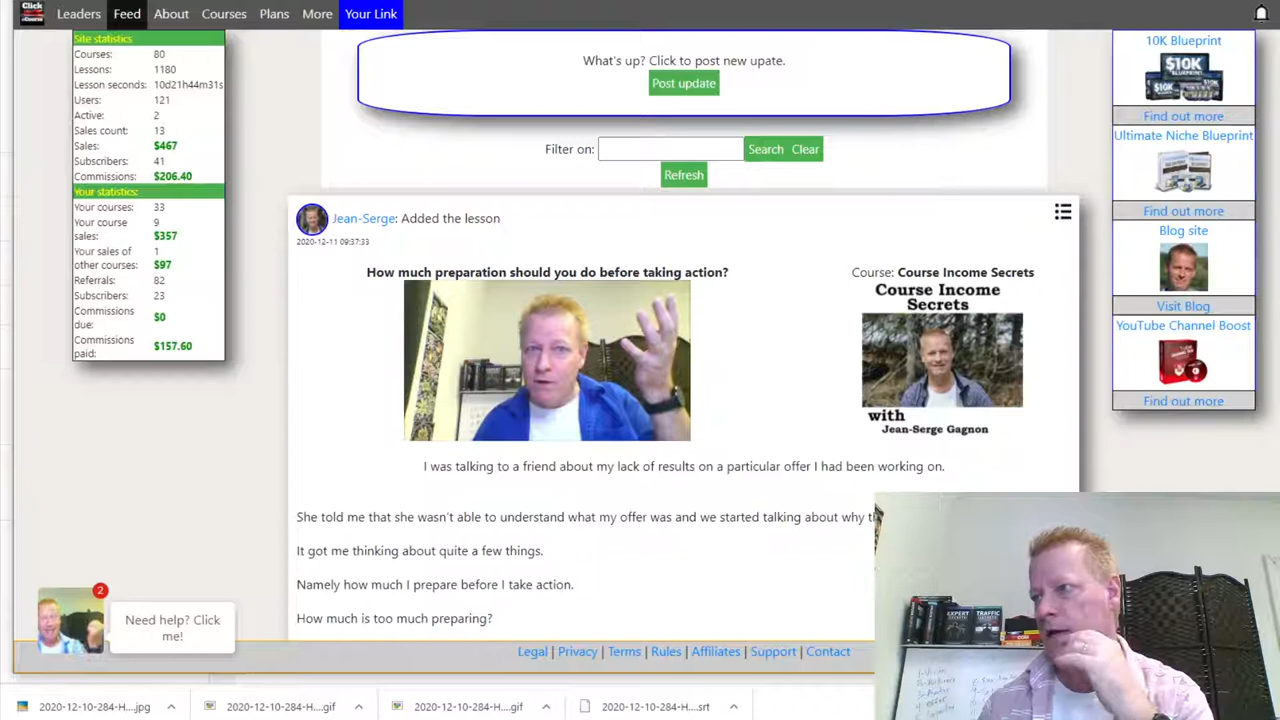 Click
Course
Leaders Feed About Courses Plans More Your Link
Site statistics
Courses: 80
Lessons: 1180
Lesson seconds: 10d21h44m31s
Users: 121
Active: 2
Sales count: 13
Sales: $467
Subscribers: 41
Commissions: $206.40
Your statistics:
Your courses: 33
Your course sales: 9
$357
Your sales of other courses: 1
$97
Referrals: 82
Subscribers: 23
Commissions due: $0
Commissions paid: $157.60
What's up? Click to post new upate.
Post update
Filter on: Search Clear
Refresh
Jean-Serge: Added the lesson
2020-12-11 09:37:33
How much preparation should you do before taking action?
Course: Course Income Secrets
Course Income
Secrets
with
Jean-Serge Gagnon
I was talking to a friend about my lack of results on a particular offer I had been working on.
She told me that she wasn't able to understand what my offer was and we started talking about why
It got me thinking about quite a few things.
Namely how much I prepare before I take action.
How much is too much preparing?
10K Blueprint
$10K
Find out more
Ultimate Niche Blueprint
Find out more
Blog site
Visit Blog
YouTube Channel Boost
Find out more
2
Need help? Click
me!
EXPERT
SECRETS
TRAFFIC
SECRETS
Legal | Privacy | Terms | Rules | Affiliates | Support | Contact
2020-12-10-284-H....jpg
2020-12-10-284-H....gif
2020-12-10-284-H....gif
2020-12-10-284-H....srt